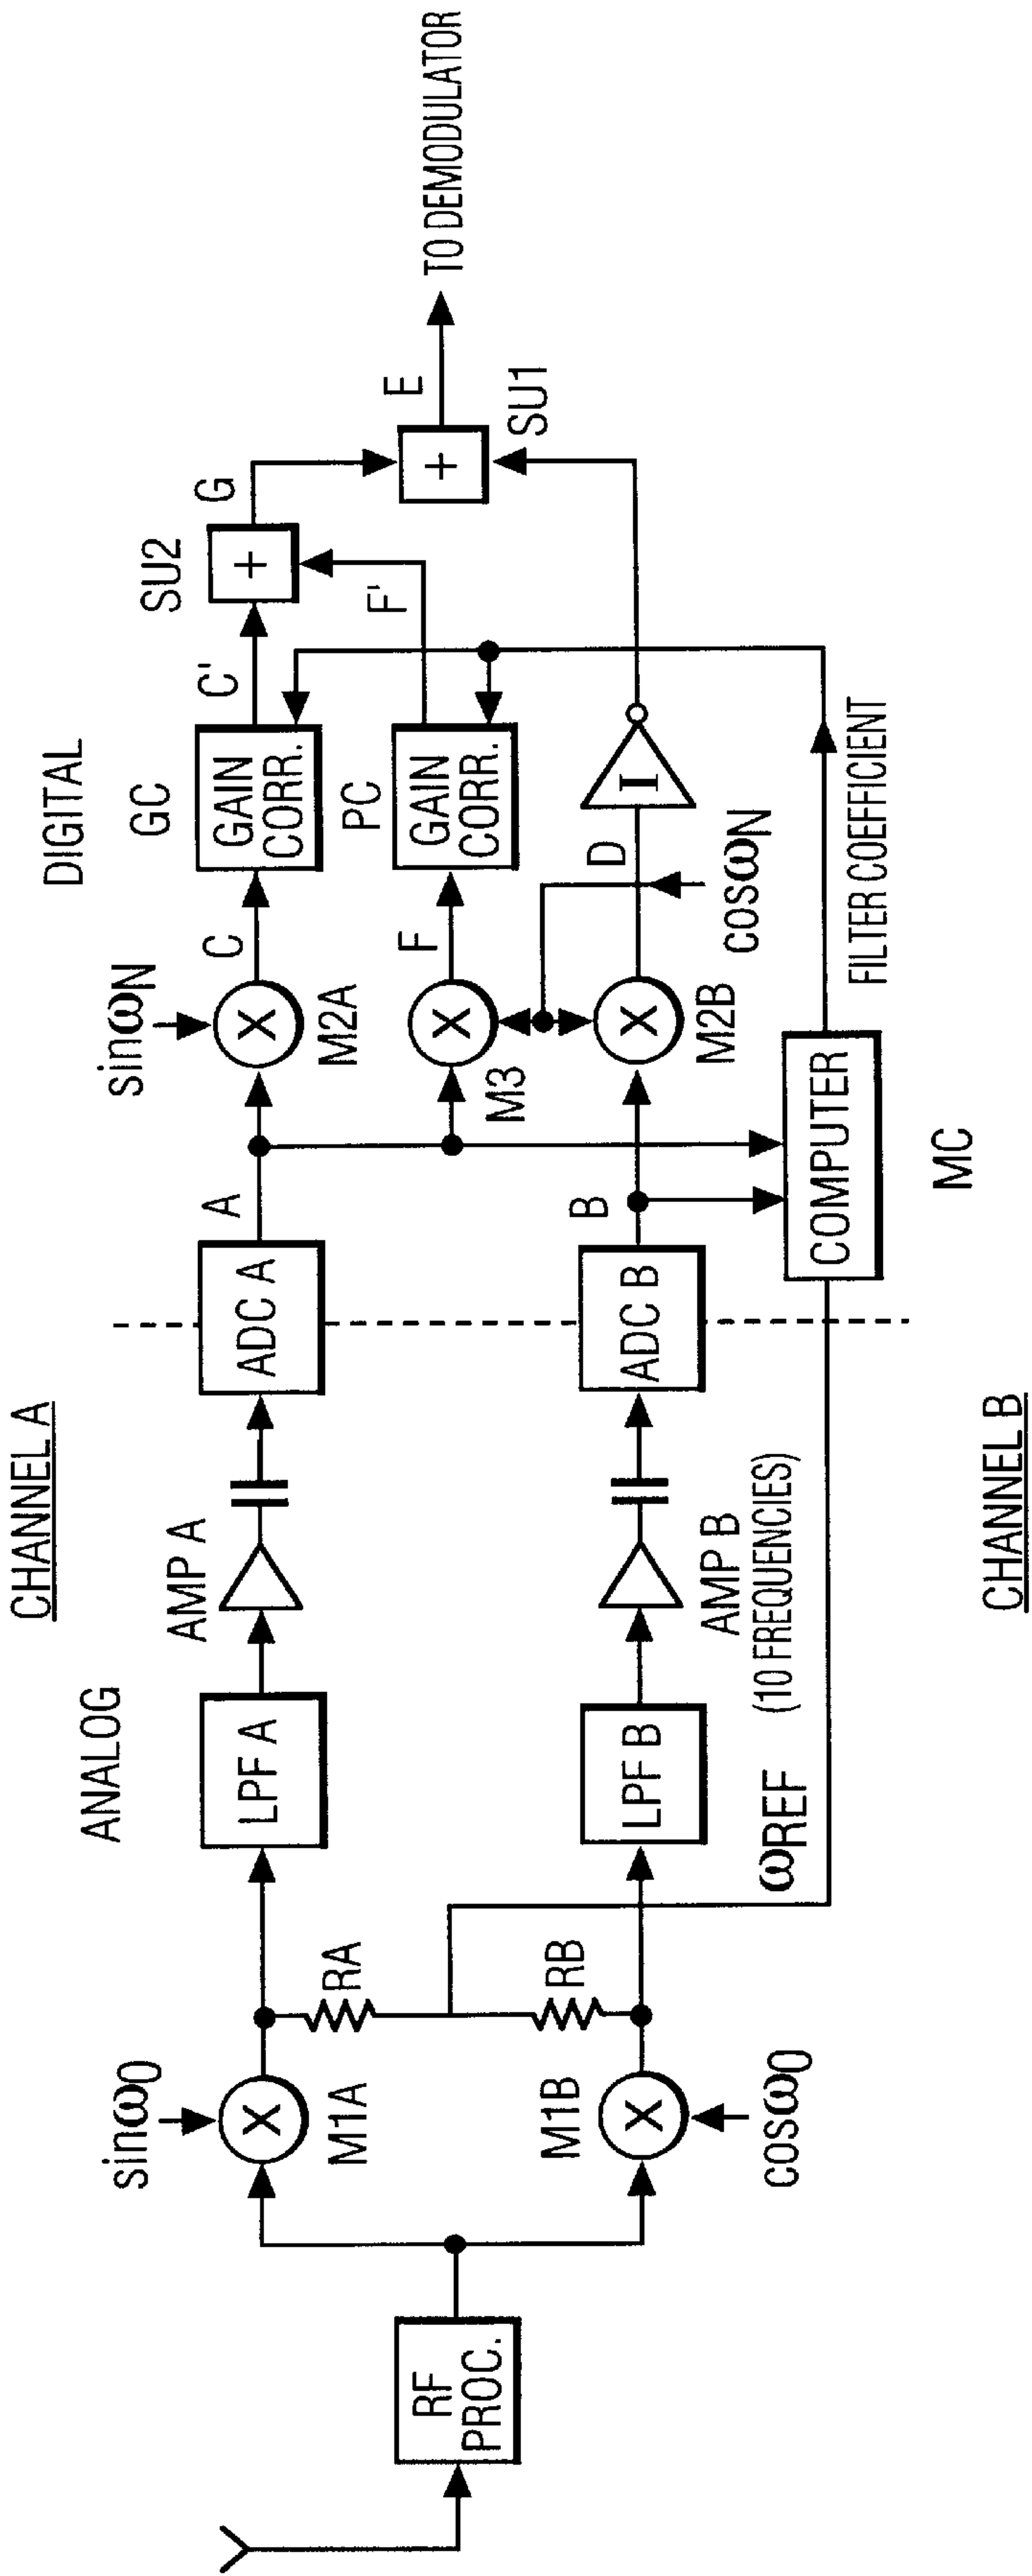 CHANNEL A
ANALOG
DIGITAL
sinω0
M1A
RA
LPF A
AMP A
ADC A
A
sinωN
M2A
C
GC
GAIN
CORR.
C'
SU2
+
G
M3
F
PC
GAIN
CORR.
F'
E
+
SU1
TO DEMODULATOR
RF
PROC.
X
X
X
X
X
M1B
cosω0
RB
LPF B
AMP B
(10 FREQUENCIES)
ADC B
B
M2B
D
cosωN
I
ωREF
COMPUTER
MC
FILTER COEFFICIENT
CHANNEL B